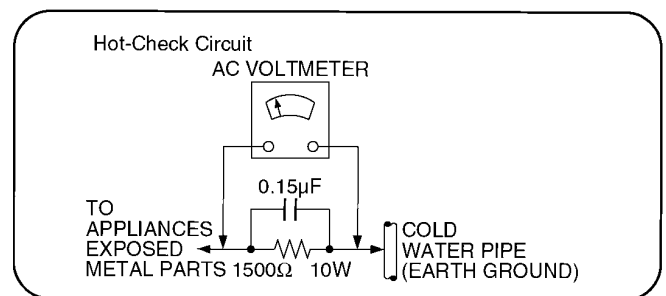 Hot-Check Circuit
AC VOLTMETER
0.15μF
TO
APPLIANCES
EXPOSED
METAL PARTS
1500Ω 10W
COLD
WATER PIPE
(EARTH GROUND)